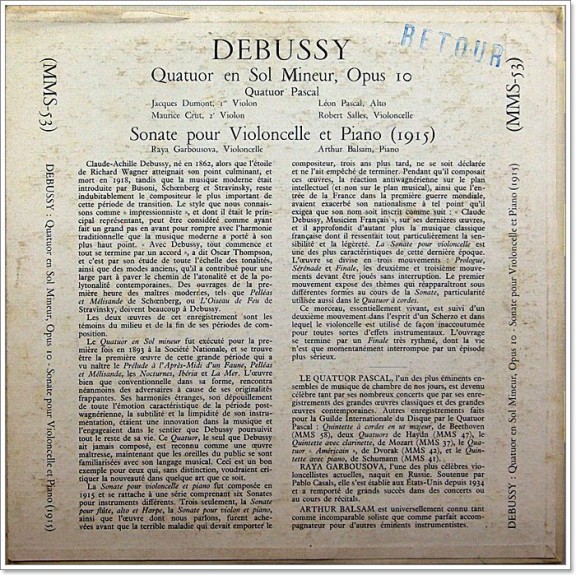 DEBUSSY
RETOUR
Quatuor en Sol Mineur, Opus 10
Quatuor Pascal
Jacques Dumont, 1er Violon
Léon Pascal, Alto
Maurice Crut, 2e Violon
Robert Salles, Violoncelle
Sonate pour Violoncelle et Piano (1915)
Raya Garbousova, Violoncelle
Arthur Balsam, Piano
(MMS-53)
DEBUSSY : Quatuor en Sol Mineur, Opus 10 - Sonate pour Violoncelle et Piano (1915)
Claude-Achille Debussy, né en 1862, alors que l'étoile
de Richard Wagner atteignait son point culminant, et
mort en 1918, tandis que la musique moderne était
introduite par Busoni, Schœnberg et Stravinsky, reste
indubitablement le compositeur le plus important de
cette période de transition. Le style que nous connais-
sons comme « impressionniste », et dont il était le prin-
cipal représentant, peut être considéré comme ayant
fait un grand pas en avant pour rompre avec l'harmonie
traditionnelle que la musique moderne a porté à son
plus haut point. « Avec Debussy, tout commence et
tout se termine par un accord », a dit Oscar Thompson,
et c'est par son étude de toute l'échelle des tonalités,
ainsi que des modes anciens, qu'il a contribué pour une
large part à paver le chemin de l'atonalité et de la po-
lytonalité contemporaines. Des ouvrages de la pre-
mière heure des maîtres modernes, tels que Pelléas
et Mélisande de Schœnberg, ou L'Oiseau de Feu de
Stravinsky, doivent beaucoup à Debussy.
Les deux œuvres de cet enregistrement sont les
témoins du milieu et de la fin de ses périodes de com-
position.
Le Quatuor en Sol mineur fut exécuté pour la pre-
mière fois en 1893 à la Société Nationale, et se trouve
être la première œuvre de cette grande période qui a
vu naître le Prélude à l'Après-Midi d'un Faune, Pelléas
et Mélisande, les Nocturnes, Ibéria et La Mer. L'œuvre
bien que conventionnelle dans sa forme, rencontra
néanmoins des adversaires à cause de ses originalités
frappantes. Ses harmonies étranges, son dépouillement
de toute l'émotion caractéristique de la période post-
wagnérienne, la subtilité et la limpidité de son instru-
mentation, étaient une innovation dans la musique et
l'engageaient dans le sentier que Debussy poursuivit
tout le reste de sa vie. Ce Quatuor, le seul que Debussy
ait jamais composé, est reconnu comme une œuvre
maîtresse, maintenant que les oreilles du public se sont
familiarisées avec son langage musical. Ceci est un bon
exemple pour ceux qui, sans distinction, voudraient cri-
tiquer la nouveauté dans quelque art que ce soit.
La Sonate pour violoncelle et piano fut composée en
1915 et se rattache à une série comprenant six Sonates
pour instruments différents. Trois seulement, la Sonate
pour flûte, alto et Harpe, la Sonate pour violon et piano,
ainsi que l'œuvre dont nous parlons, furent ache-
vées avant que la terrible maladie qui devait emporter le
compositeur, trois ans plus tard, ne se soit déclarée
et ne l'ait empêché de terminer. Pendant qu'il composait
ces œuvres, la réaction antiwagnérienne sur le plan
intellectuel (et non sur le plan musical), ainsi que l'en-
trée de la France dans la première guerre mondiale,
avaient exacerbé son nationalisme à tel point qu'il
exigea que son nom soit inscrit comme suit : « Claude
Debussy, Musicien Français », sur ses dernières œuvres,
et il approfondit d'autant plus la musique classique
française dont il ressentait tout particulièrement la sen-
sibilité et la légèreté. La Sonate pour violoncelle est
une des plus caractéristiques de cette dernière époque.
L'œuvre se divise en trois mouvements : Prologue,
Sérénade et Finale, les deuxième et troisième mouve-
ments devant être joués sans interruption. Le premier
mouvement expose des thèmes qui réapparaîtront sous
différentes formes au cours de la Sonate, particularité
utilisée aussi dans le Quatuor à cordes.
Ce morceau, essentiellement vivant, est suivi d'un
deuxième mouvement dans l'esprit d'un Scherzo et dans
lequel le violoncelle est utilisé de façon inaccoutumée
pour toutes sortes d'effets instrumentaux. L'ouvrage
se termine par un Finale très rythmé, dont la vie
n'est que momentanément interrompue par un épisode
plus sérieux.
LE QUATUOR PASCAL, l'un des plus éminents en-
sembles de musique de chambre de nos jours, est devenu
célèbre tant par ses nombreux concerts que par ses enre-
gistrements des grandes œuvres classiques et des grandes
œuvres contemporaines. Autres enregistrements faits
pour la Guilde Internationale du Disque par le Quatuor
Pascal : Quintette à cordes en ut majeur, de Beethoven
(MMS 58), deux Quatuors de Haydn (MMS 47), le
Quintette avec clarinette, de Mozart (MMS 37), le Qua-
tuor « Américain », de Dvorak (MMS 42), et le Quin-
tette avec piano, de Schumann (MMS 41).
RAYA GARBOUSOVA, l'une des plus célèbres vio-
loncellistes actuelles, naquit en Russie. Soutenue par
Pablo Casals, elle s'est établie aux États-Unis depuis 1934
et a remporté de grands succès dans des concerts ou
au cours de récitals.
ARTHUR BALSAM est universellement connu tant
comme incomparable soliste que comme parfait accom-
pagnateur pour d'autres éminents instrumentistes.
(MMS-53)
DEBUSSY : Quatuor en Sol Mineur, Opus 10 - Sonate pour Violoncelle et Piano (1915)